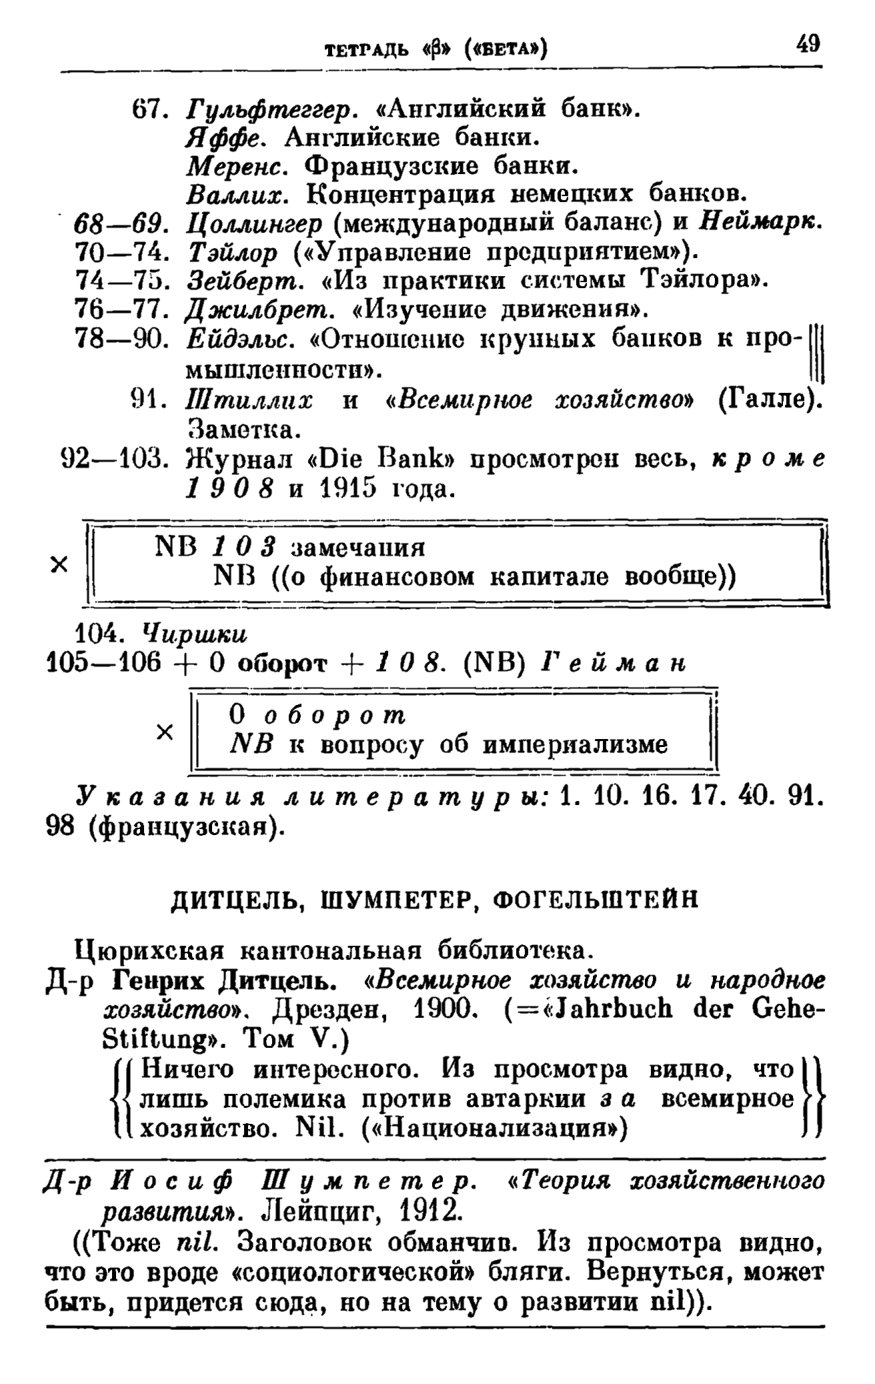 ТЕТРАДЬ «β» («БЕТА») 49
67. Гульфтеггер. «Английский банк».
Яффе. Английские банки.
Меренс. Французские банки.
Валлих. Концентрация немецких банков.
68—69. Цоллингер (международный баланс) и Неймарк.
70—74. Тэйлор («Управление предприятием»).
74—75. Зейберт. «Из практики системы Тэйлора».
76—77. Джилбрет. «Изучение движения».
78—90. Ейдэльс. «Отношение крупных банков к про-
мышленности».
91. Штиллих и «Всемирное хозяйство» (Галле).
Заметка.
92—103. Журнал «Die Bank» просмотрен весь, кроме
1908 и 1915 года.
× NB 103 замечания
NB ((о финансовом капитале вообще))
104. Чиршки
105—106 + 0 оборот + 108. (NB) Гейман
0 оборот
× NB к вопросу об империализме
Указания литературы: 1. 10. 16. 17. 40. 91.
98 (французская).
ДИТЦЕЛЬ, ШУМПЕТЕР, ФОГЕЛЬШТЕЙН
Цюрихская кантональная библиотека.
Д-р Генрих Дитцель. «Всемирное хозяйство и народное
хозяйство». Дрезден, 1900. (=«Jahrbuch der Gehe-
Stiftung». Том V.)
Ничего интересного. Из просмотра видно, что
лишь полемика против автаркии за всемирное
хозяйство. Nil. («Национализация»)
Д-р Иосиф Шумпетер. «Теория хозяйственного
развития». Лейпциг, 1912.
((Тоже nil. Заголовок обманчив. Из просмотра видно,
что это вроде «социологической» бляги. Вернуться, может
быть, придется сюда, но на тему о развитии nil)).